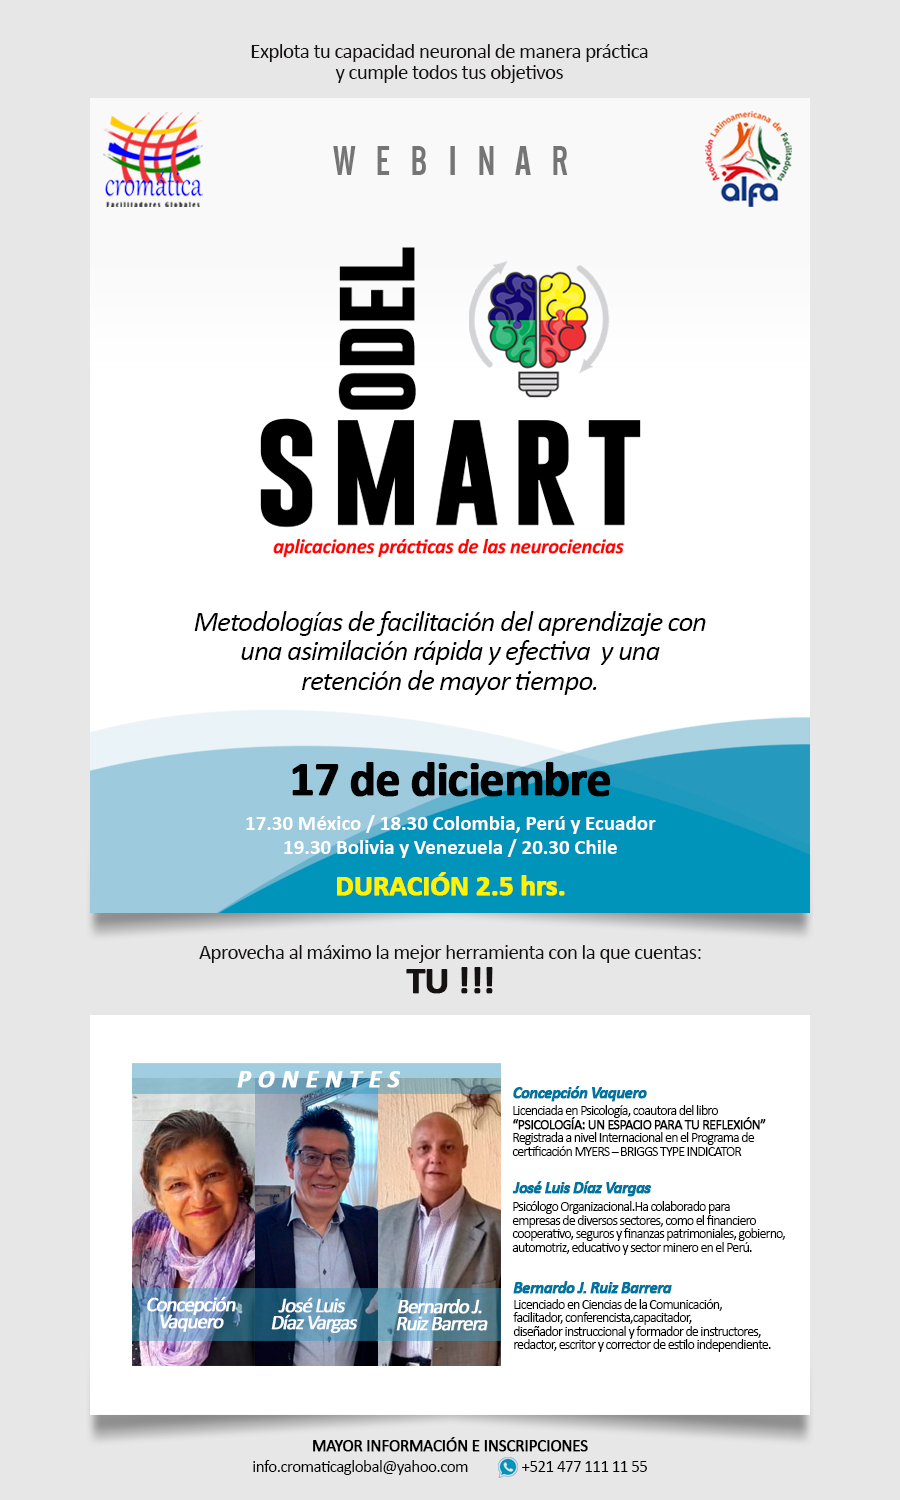 Explota tu capacidad neuronal de manera práctica
y cumple todos tus objetivos
cromática
Facilitadores Globales
WEBINAR
Asociación Latinoamericana de Facilitadores
alfa
ODEL
SMART
aplicaciones prácticas de las neurociencias
Metodologías de facilitación del aprendizaje con
una asimilación rápida y efectiva y una
retención de mayor tiempo.
17 de diciembre
17.30 México / 18.30 Colombia, Perú y Ecuador
19.30 Bolivia y Venezuela / 20.30 Chile
DURACIÓN 2.5 hrs.
Aprovecha al máximo la mejor herramienta con la que cuentas:
TU !!!
PONENTES
Concepción
Vaquero
José Luis
Díaz Vargas
Bernardo J.
Ruiz Barrera
Concepción Vaquero
Licenciada en Psicología, coautora del libro
“PSICOLOGÍA: UN ESPACIO PARA TU REFLEXIÓN”
Registrada a nivel Internacional en el Programa de
certificación MYERS – BRIGGS TYPE INDICATOR
José Luis Díaz Vargas
Psicólogo Organizacional.Ha colaborado para
empresas de diversos sectores, como el financiero
cooperativo, seguros y finanzas patrimoniales, gobierno,
automotriz, educativo y sector minero en el Perú.
Bernardo J. Ruiz Barrera
Licenciado en Ciencias de la Comunicación,
facilitador, conferencista,capacitador,
diseñador instruccional y formador de instructores,
redactor, escritor y corrector de estilo independiente.
MAYOR INFORMACIÓN E INSCRIPCIONES
info.cromaticaglobal@yahoo.com
+521 477 111 11 55